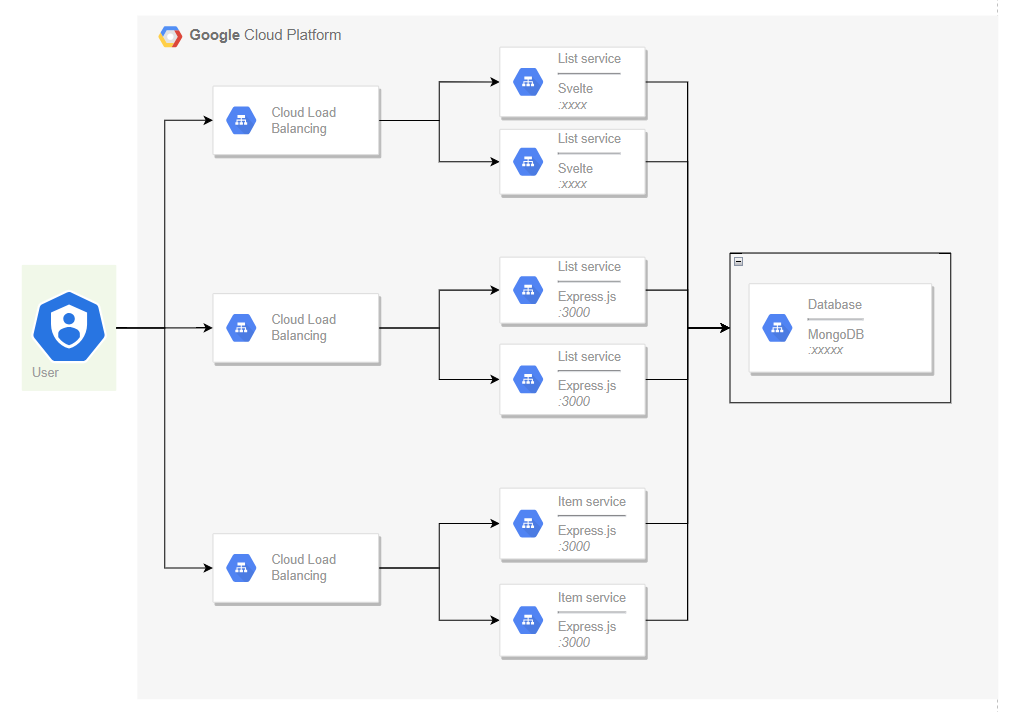 Google Cloud Platform
Cloud Load
Balancing
List service
Svelte
:xxxx
List service
Svelte
:xxxx
Cloud Load
Balancing
List service
Express.js
:3000
List service
Express.js
:3000
Cloud Load
Balancing
Item service
Express.js
:3000
Item service
Express.js
:3000
Database
MongoDB
:xxxxx
User